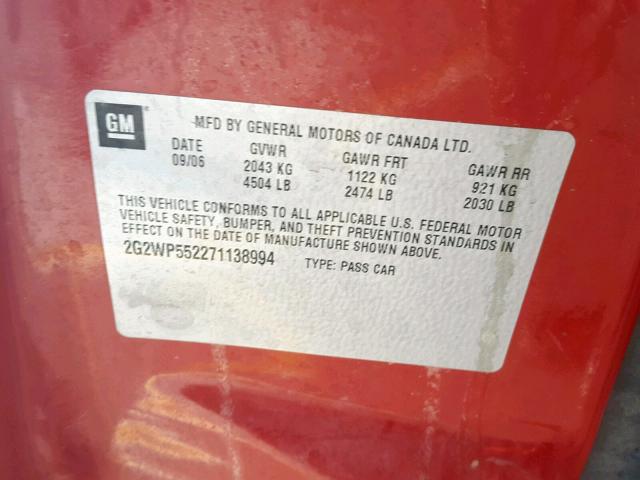 GM
MFD BY GENERAL MOTORS OF CANADA LTD.
DATE GVWR GAWR FRT GAWR RR
09/06 2043 KG 1122 KG 921 KG
4504 LB 2474 LB 2030 LB
THIS VEHICLE CONFORMS TO ALL APPLICABLE U.S. FEDERAL MOTOR
VEHICLE SAFETY, BUMPER, AND THEFT PREVENTION STANDARDS IN
EFFECT ON THE DATE OF MANUFACTURE SHOWN ABOVE.
2G2WP552271138994 TYPE: PASS CAR